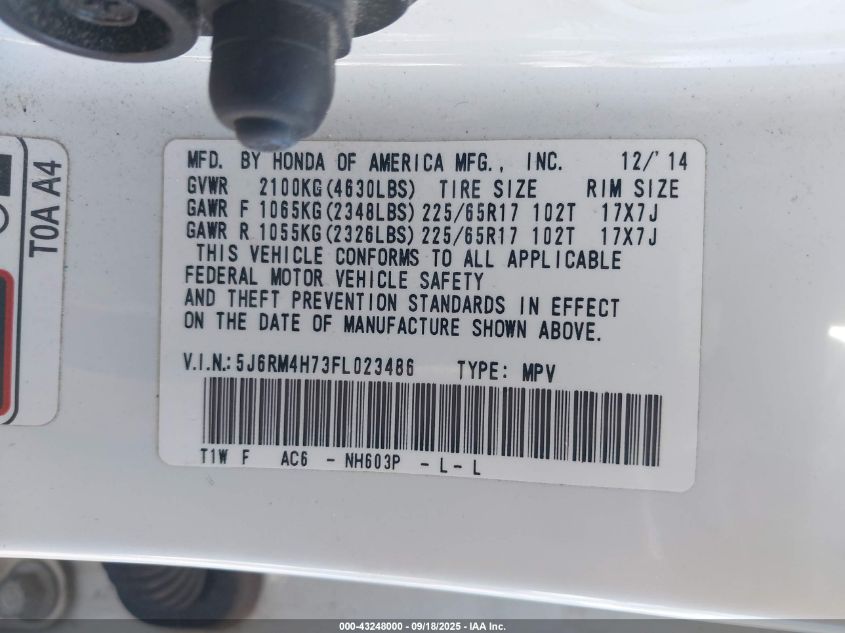 T0A A4
MFD. BY HONDA OF AMERICA MFG., INC. 12/'14
GVWR 2100KG(4630LBS) TIRE SIZE RIM SIZE
GAWR F 1065KG(2348LBS) 225/65R17 102T 17X7J
GAWR R 1055KG(2326LBS) 225/65R17 102T 17X7J
THIS VEHICLE CONFORMS TO ALL APPLICABLE
FEDERAL MOTOR VEHICLE SAFETY
AND THEFT PREVENTION STANDARDS IN EFFECT
ON THE DATE OF MANUFACTURE SHOWN ABOVE.
V.I.N.: 5J6RM4H73FL023486 TYPE: MPV
T1W F AC6 - NH603P - L - L
000-43248000 - 09/18/2025 - IAA Inc.